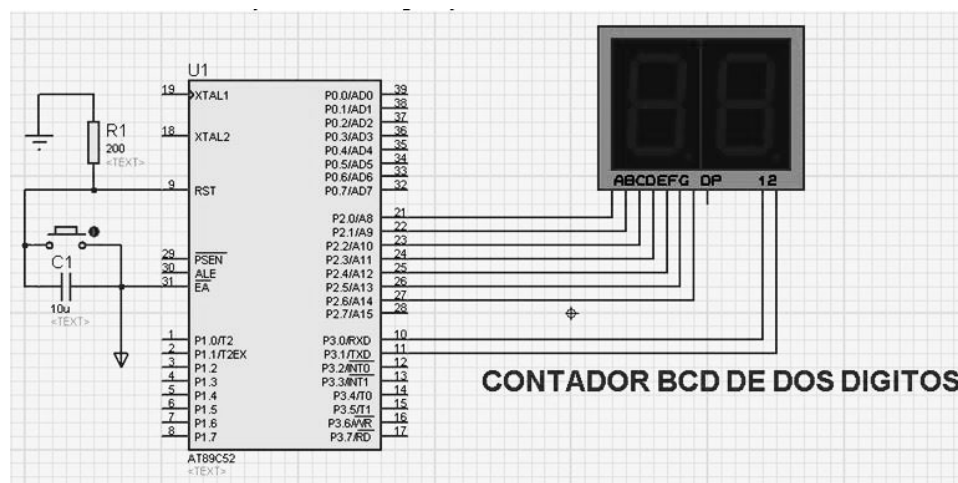 U1
19 XTAL1
18 XTAL2
9 RST
29 PSEN
30 ALE
31 EA
1 P1.0/T2
2 P1.1/T2EX
3 P1.2
4 P1.3
5 P1.4
6 P1.5
7 P1.6
8 P1.7
P0.0/AD0 39
P0.1/AD1 38
P0.2/AD2 37
P0.3/AD3 36
P0.4/AD4 35
P0.5/AD5 34
P0.6/AD6 33
P0.7/AD7 32
P2.0/A8 21
P2.1/A9 22
P2.2/A10 23
P2.3/A11 24
P2.4/A12 25
P2.5/A13 26
P2.6/A14 27
P2.7/A15 28
P3.0/RXD 10
P3.1/TXD 11
P3.2/INT0 12
P3.3/INT1 13
P3.4/T0 14
P3.5/T1 15
P3.6/WR 16
P3.7/RD 17
AT89C52
<TEXT>
R1
200
<TEXT>
C1
10u
<TEXT>
ABCDEFG DP 12
CONTADOR BCD DE DOS DIGITOS